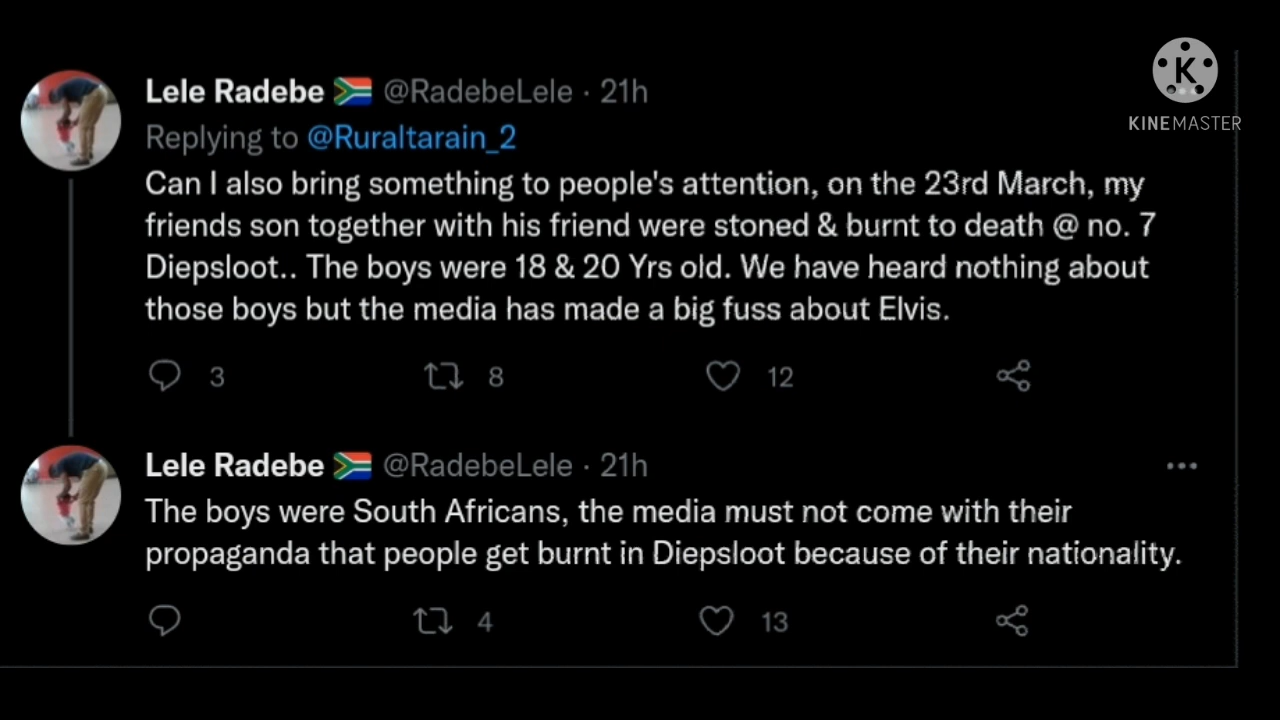 Lele Radebe 🇿🇦 @RadebeLele · 21h
K
KINEMASTER
Replying to @Ruraltarain_2
Can I also bring something to people's attention, on the 23rd March, my
friends son together with his friend were stoned & burnt to death @ no. 7
Diepsloot.. The boys were 18 & 20 Yrs old. We have heard nothing about
those boys but the media has made a big fuss about Elvis.
3 8 12
Lele Radebe 🇿🇦 @RadebeLele · 21h
The boys were South Africans, the media must not come with their
propaganda that people get burnt in Diepsloot because of their nationality.
4 13